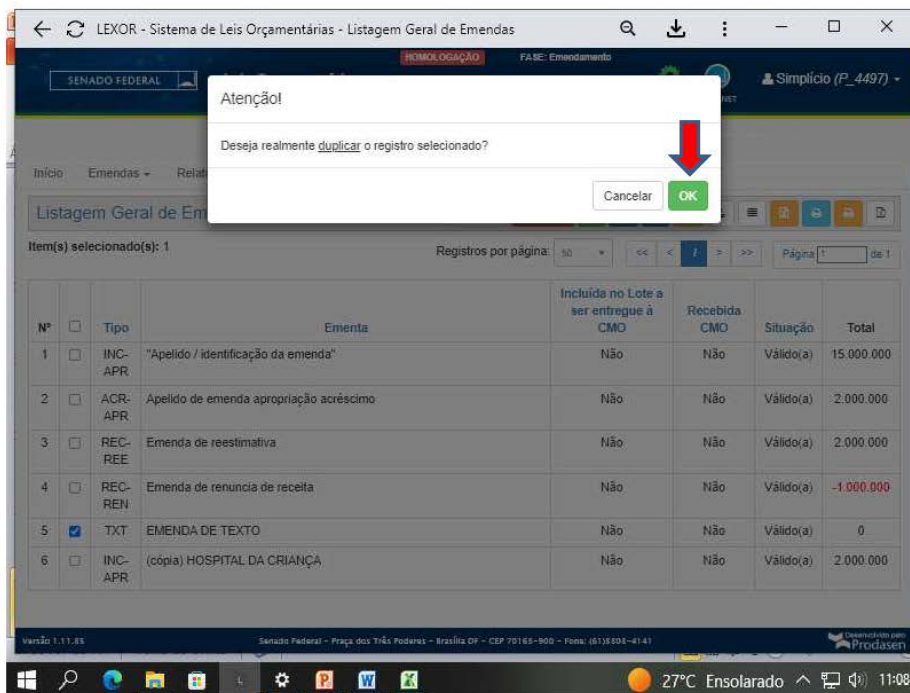 LEXOR - Sistema de Leis Orçamentárias - Listagem Geral de Emendas
HOMOLOGAÇÃO FASE: Emendamento
SENADO FEDERAL
Simplício (P_4497)
Atenção!
Deseja realmente duplicar o registro selecionado?
Cancelar OK
Início Emendas
Listagem Geral de Em
Item(s) selecionado(s): 1 Registros por página: 50 << < 1 > >> Página 1 de 1
Nº Tipo Ementa Incluída no Lote a ser entregue à CMO Recebida CMO Situação Total
1 INC-APR "Apelido / identificação da emenda" Não Não Válido(a) 15.000.000
2 ACR-APR Apelido de emenda apropriação acréscimo Não Não Válido(a) 2.000.000
3 REC-REE Emenda de reestimativa Não Não Válido(a) 2.000.000
4 REC-REN Emenda de renuncia de receita Não Não Válido(a) -1.000.000
5 TXT EMENDA DE TEXTO Não Não Válido(a) 0
6 INC-APR (cópia) HOSPITAL DA CRIANÇA Não Não Válido(a) 2.000.000
Versão 1.11.85 Senado Federal - Praça dos Três Poderes - Brasília DF - CEP 70165-900 - Fone: (61)3303-4141 Desenvolvido pelo Prodasen
27°C Ensolarado 11:08